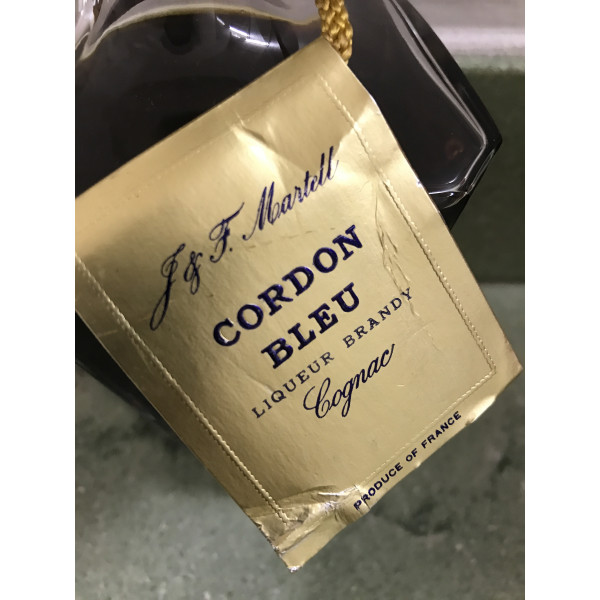 J & F. Martell
CORDON
BLEU
LIQUEUR BRANDY
Cognac
PRODUCE OF FRANCE